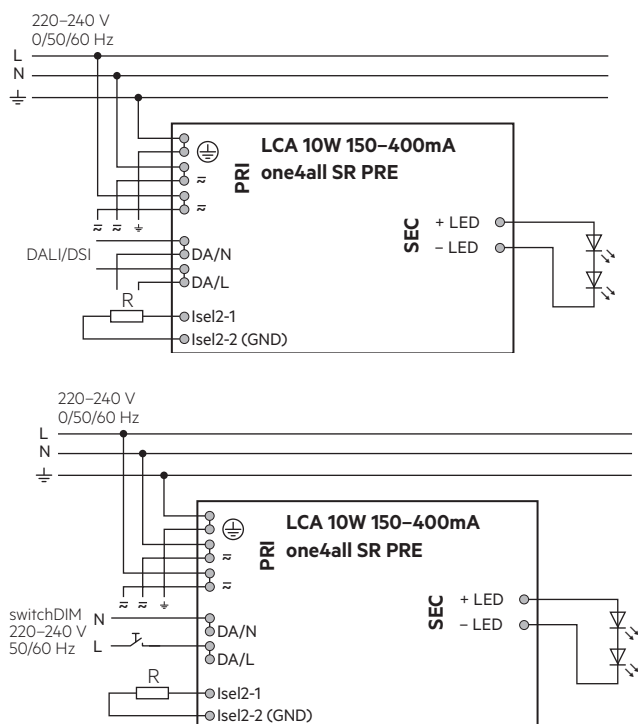 220–240 V
0/50/60 Hz
L
N
LCA 10W 150–400mA
one4all SR PRE
PRI
SEC
+ LED
– LED
DALI/DSI
DA/N
DA/L
R
Isel2-1
Isel2-2 (GND)
220–240 V
0/50/60 Hz
L
N
LCA 10W 150–400mA
one4all SR PRE
PRI
SEC
+ LED
– LED
switchDIM N
220–240 V
50/60 Hz L
DA/N
DA/L
R
Isel2-1
Isel2-2 (GND)